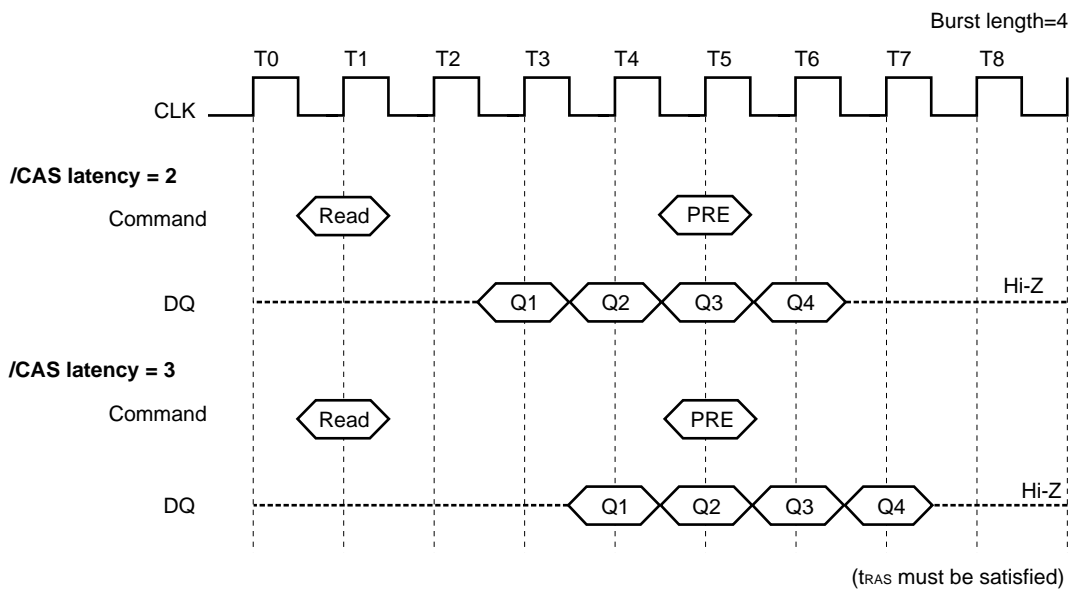 Burst length=4
T0 T1 T2 T3 T4 T5 T6 T7 T8
CLK
/CAS latency = 2
Command Read PRE
Hi-Z
DQ Q1 Q2 Q3 Q4
/CAS latency = 3
Command Read PRE
Hi-Z
DQ Q1 Q2 Q3 Q4
(tRAS must be satisfied)